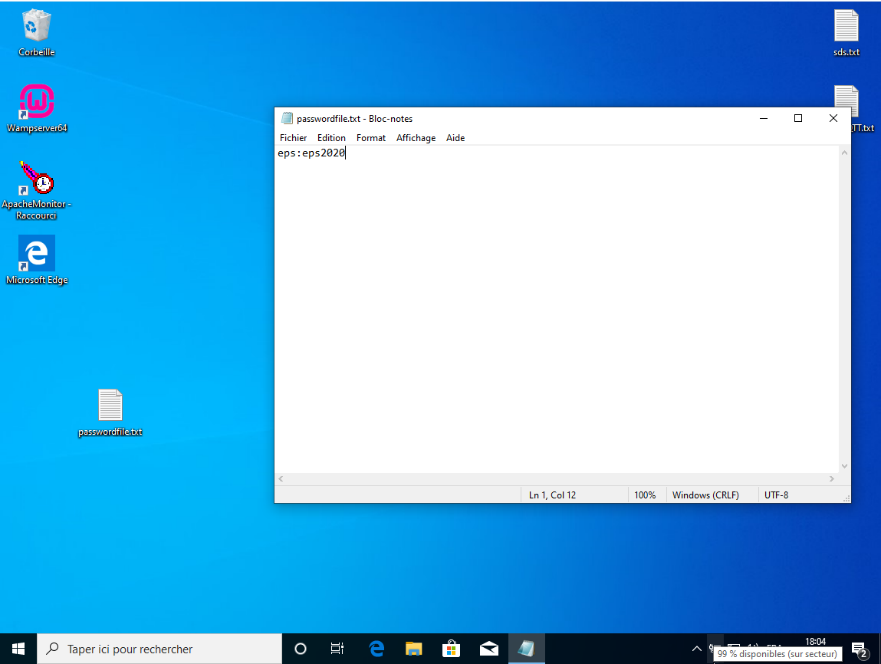 Corbeille
sds.txt
Wampserver64
TT.txt
ApacheMonitor -
Raccourci
Microsoft Edge
passwordfile.txt
passwordfile.txt - Bloc-notes
Fichier Edition Format Affichage Aide
eps:eps2020
Ln 1, Col 12 100% Windows (CRLF) UTF-8
Taper ici pour rechercher
18:04
99 % disponibles (sur secteur)
2